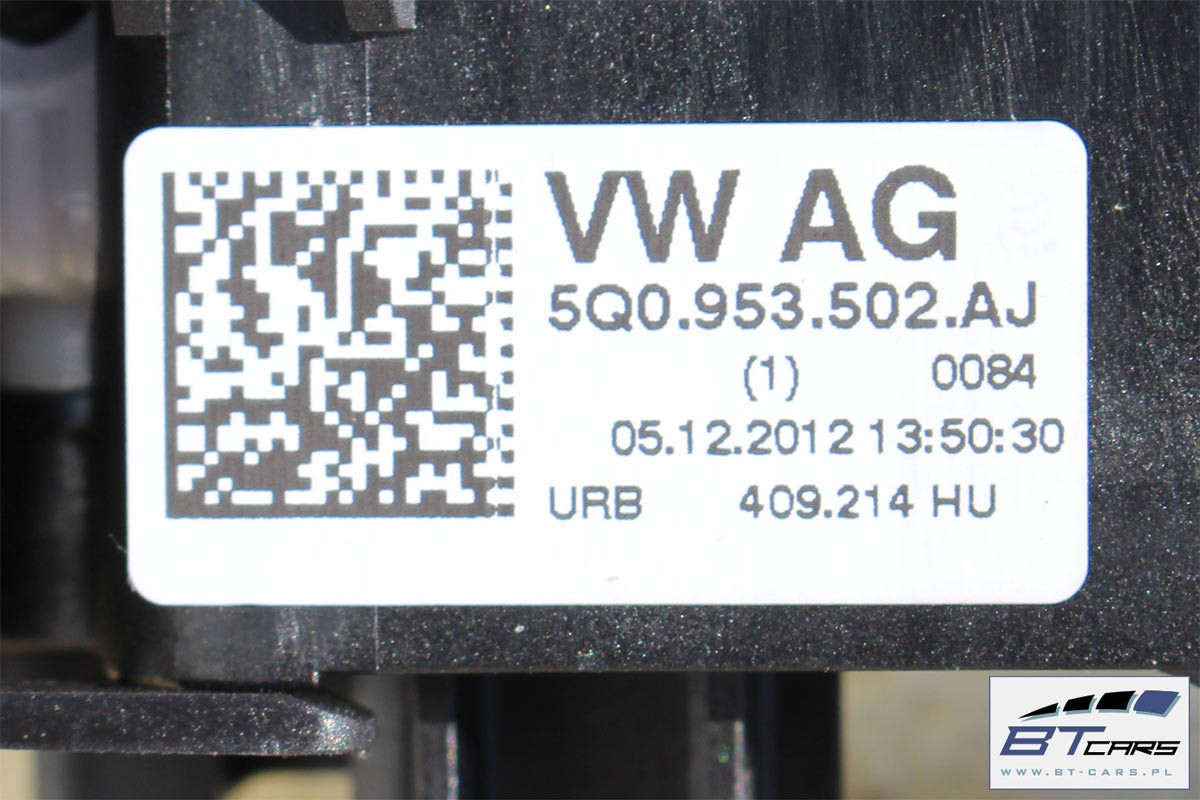 VW AG
5Q0.953.502.AJ
(1) 0084
05.12.2012 13:50:30
URB 409.214 HU
BT CARS
WWW.BT-CARS.PL